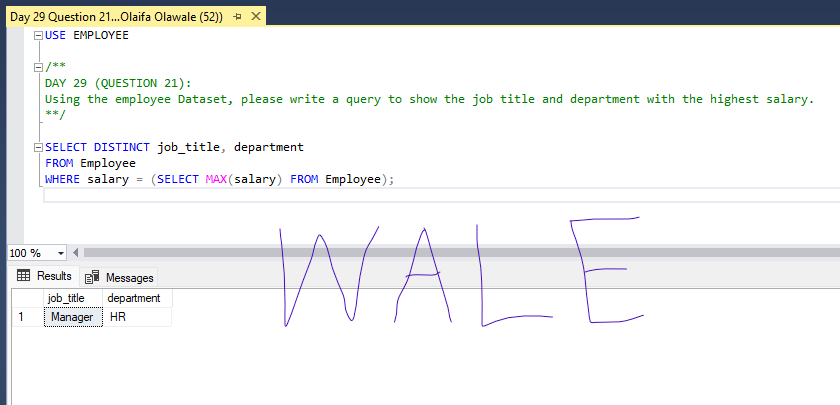 Day 29 Question 21...Olaifa Olawale (52))
USE EMPLOYEE
/**
DAY 29 (QUESTION 21):
Using the employee Dataset, please write a query to show the job title and department with the highest salary.
**/
SELECT DISTINCT job_title, department
FROM Employee
WHERE salary = (SELECT MAX(salary) FROM Employee);
WALE
100 %
Results Messages
job_title department
1 Manager HR